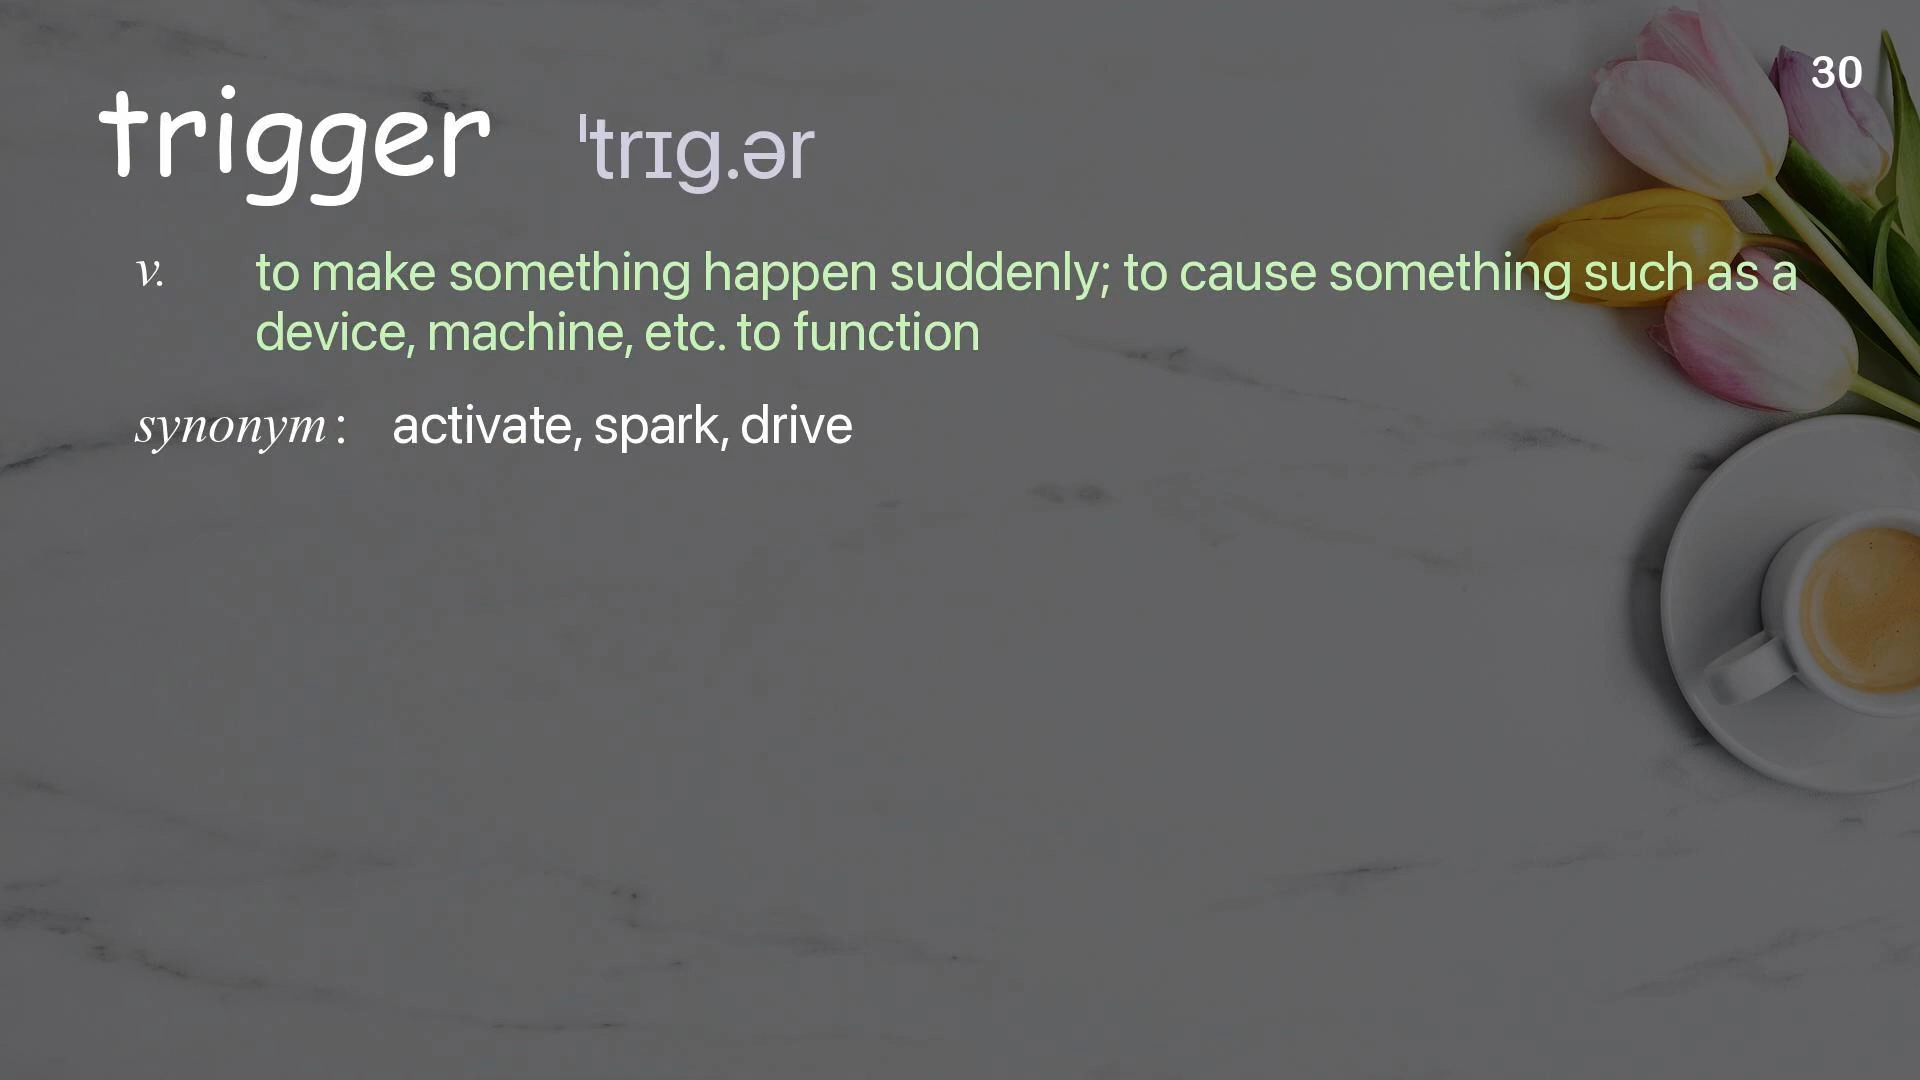 30
trigger ˈtrɪg.ər
v. to make something happen suddenly; to cause something such as a
device, machine, etc. to function
synonym : activate, spark, drive